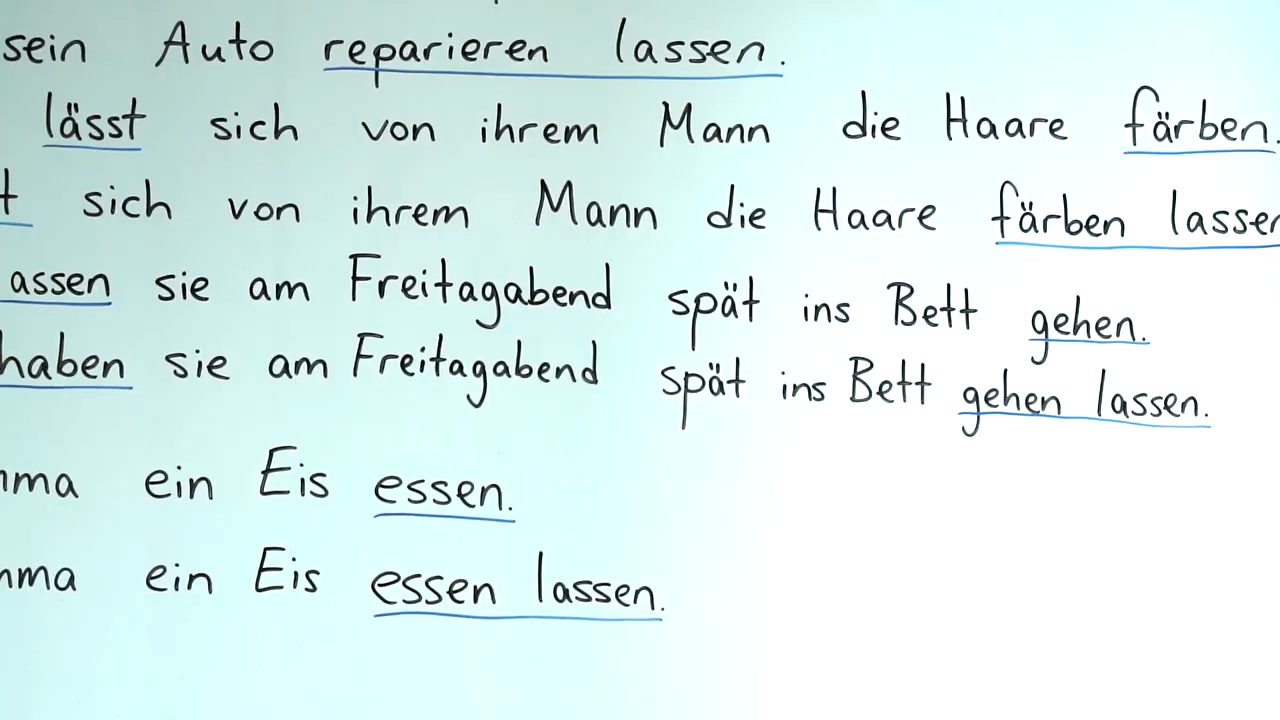 sein Auto reparieren lassen.
lässt sich von ihrem Mann die Haare färben.
sich von ihrem Mann die Haare färben
sie am Freitagabend spät ins Bett gehen.
haben sie am Freitagabend spät ins Bett gehen lassen.
ein Eis essen.
ein Eis essen lassen.